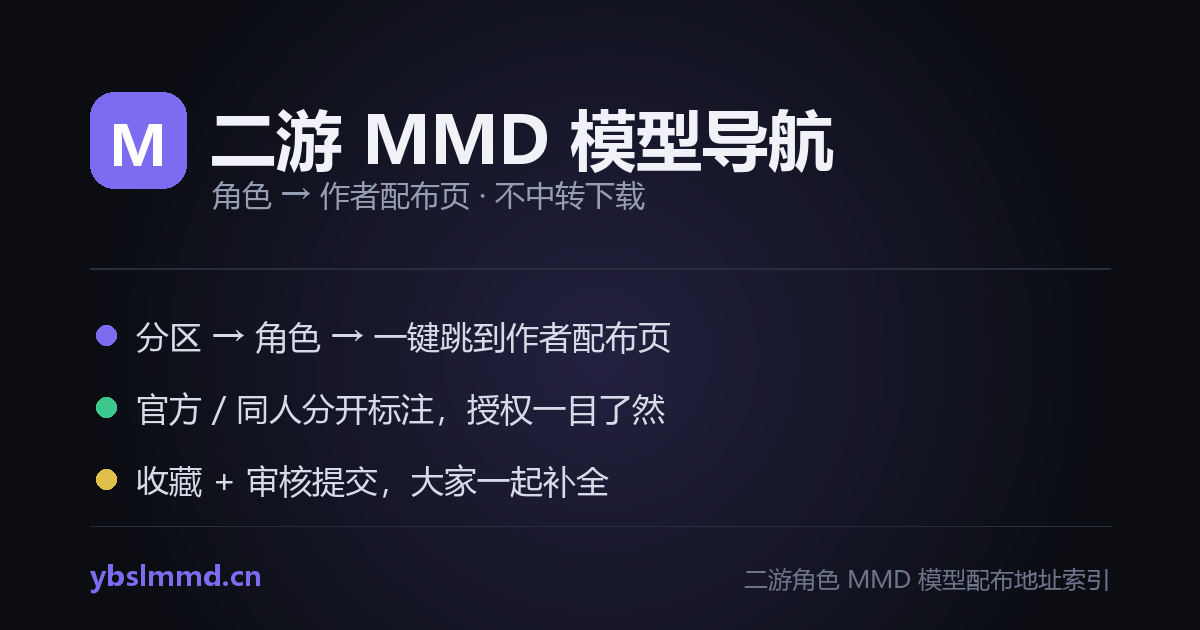 M
二游 MMD 模型导航
角色 → 作者配布页 · 不中转下载
分区 → 角色 → 一键跳到作者配布页
官方 / 同人分开标注，授权一目了然
收藏 + 审核提交，大家一起补全
ybslmmd.cn
二游角色 MMD 模型配布地址索引